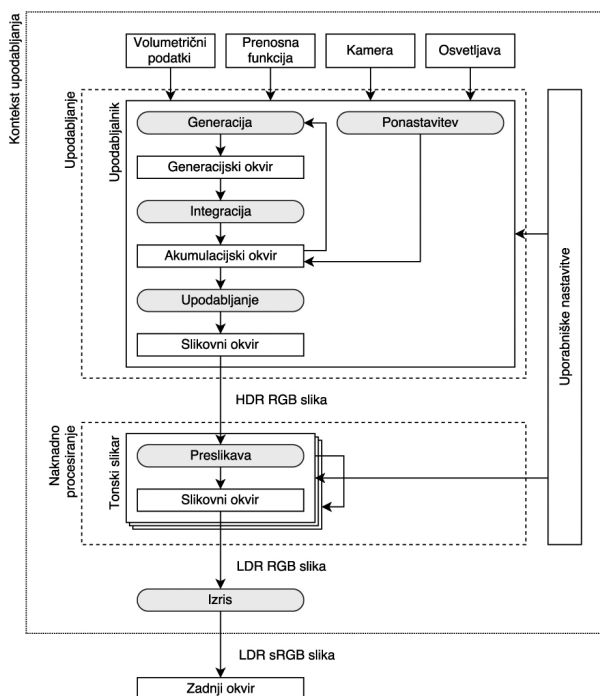 Kontekst upodabljanja
Volumetrični
podatki
Prenosna
funkcija
Kamera
Osvetljava
Upodabljanje
Upodabljalnik
Generacija
Ponastavitev
Generacijski okvir
Integracija
Akumulacijski okvir
Upodabljanje
Slikovni okvir
Uporabniške nastavitve
HDR RGB slika
Naknadno
procesiranje
Tonski slikar
Preslikava
Slikovni okvir
LDR RGB slika
Izris
LDR sRGB slika
Zadnji okvir